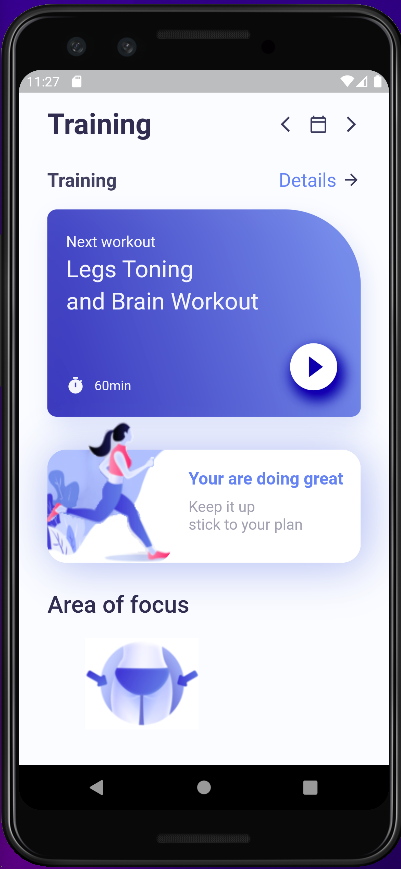 11:27
Training
Training
Details
Next workout
Legs Toning
and Brain Workout
60min
Your are doing great
Keep it up
stick to your plan
Area of focus